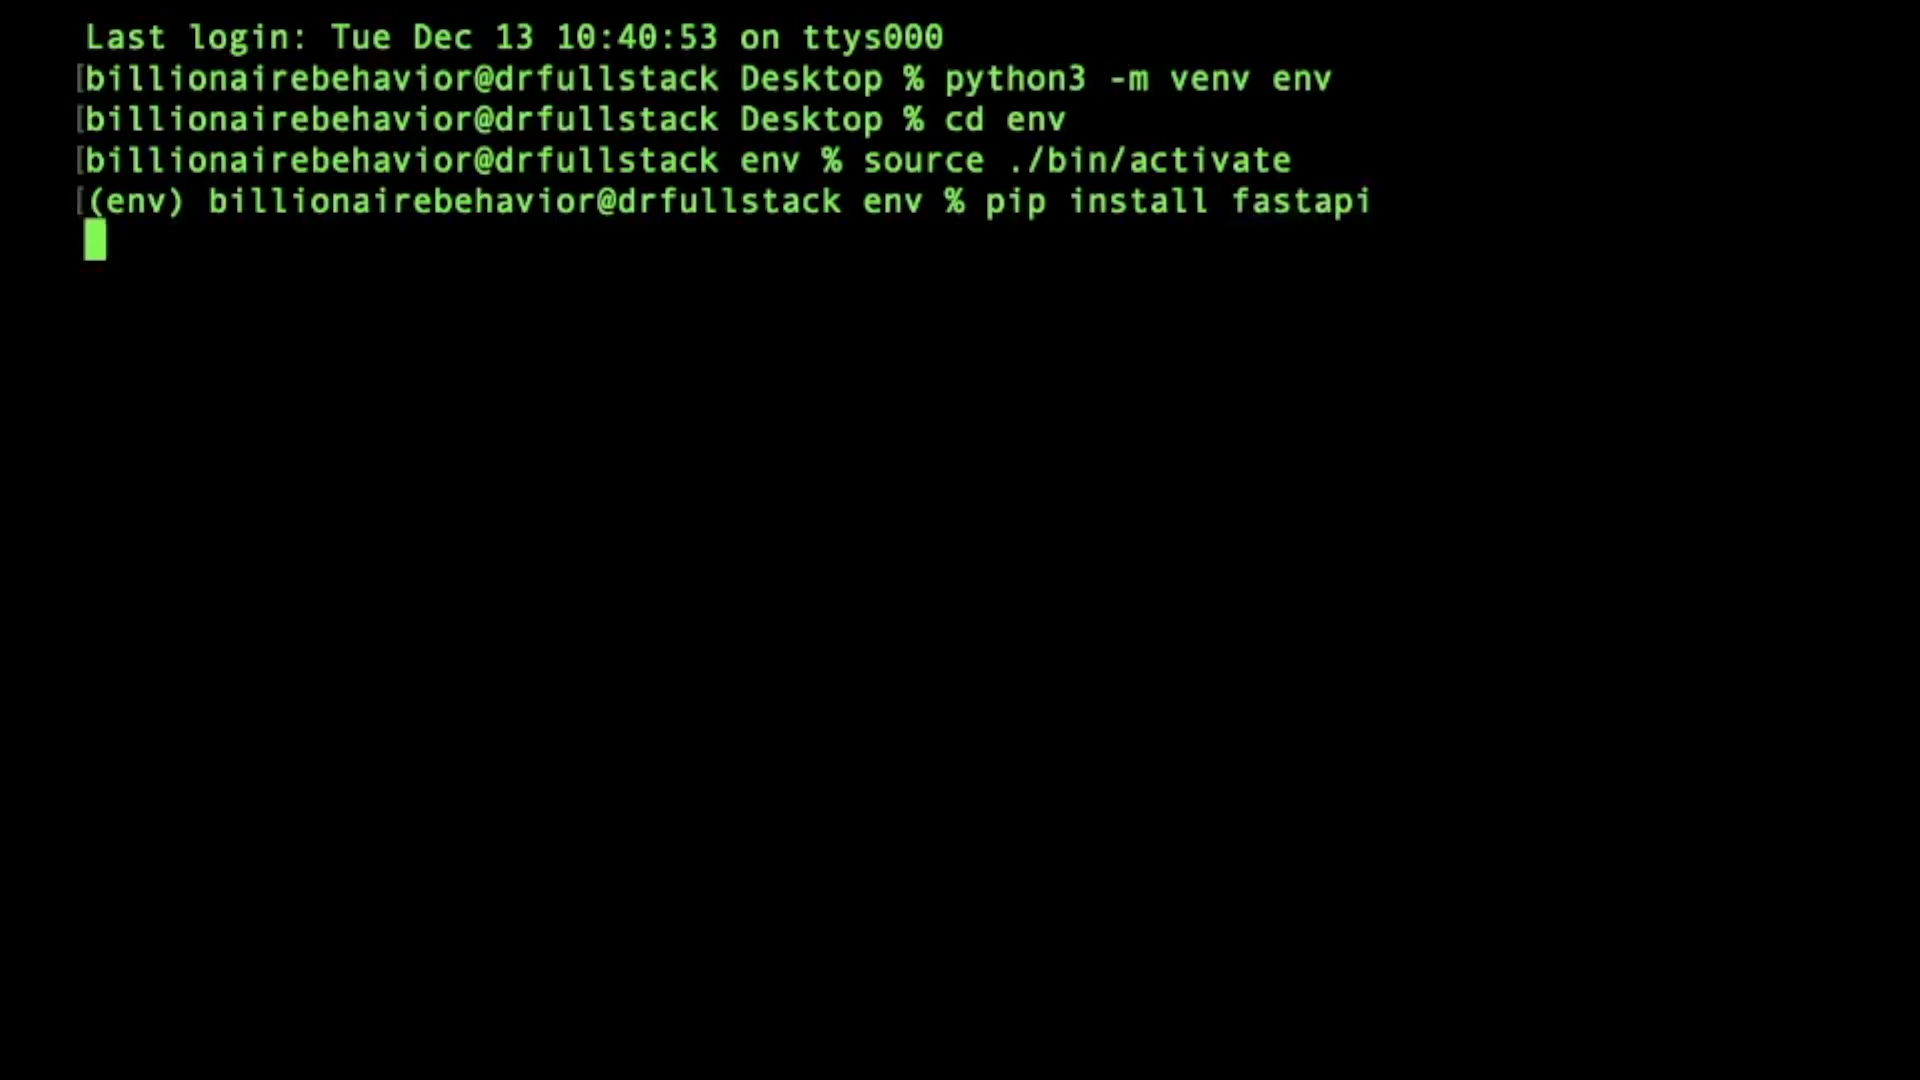 Last login: Tue Dec 13 10:40:53 on ttys000
[billionairebehavior@drfullstack Desktop % python3 -m venv env
[billionairebehavior@drfullstack Desktop % cd env
[billionairebehavior@drfullstack env % source ./bin/activate
[(env) billionairebehavior@drfullstack env % pip install fastapi